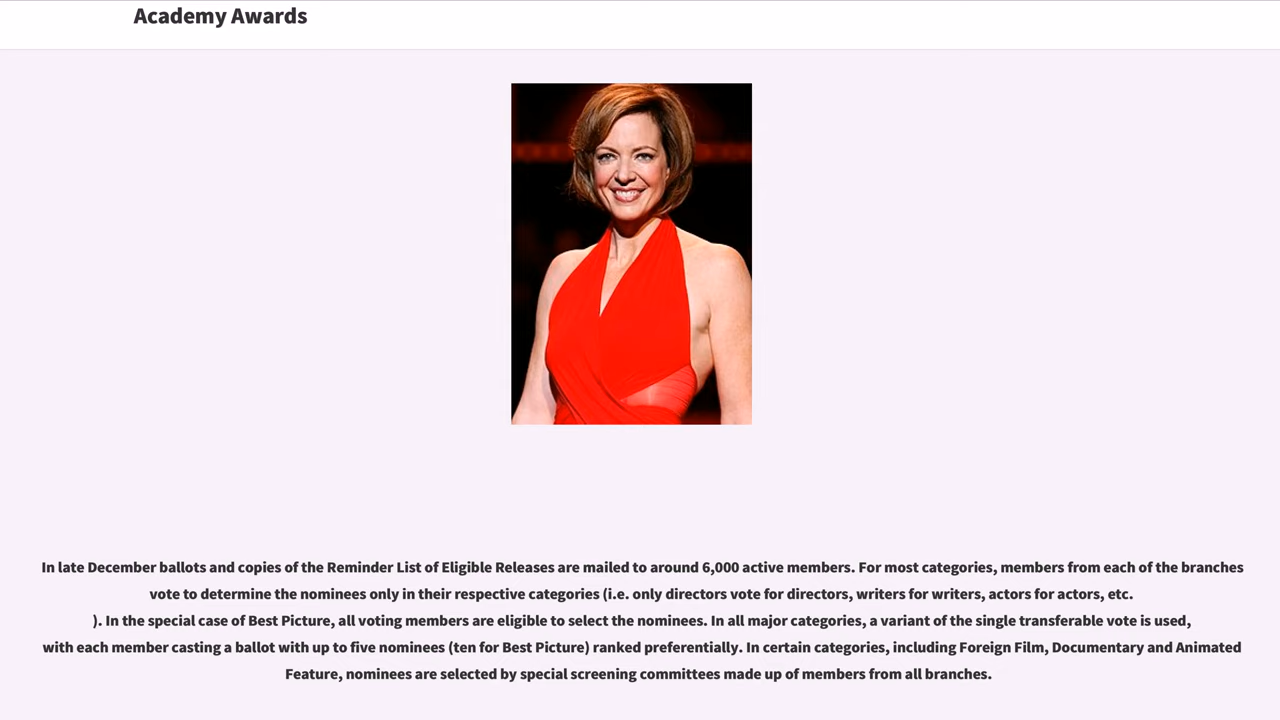 Academy Awards
In late December ballots and copies of the Reminder List of Eligible Releases are mailed to around 6,000 active members. For most categories, members from each of the branches
vote to determine the nominees only in their respective categories (i.e. only directors vote for directors, writers for writers, actors for actors, etc.
). In the special case of Best Picture, all voting members are eligible to select the nominees. In all major categories, a variant of the single transferable vote is used,
with each member casting a ballot with up to five nominees (ten for Best Picture) ranked preferentially. In certain categories, including Foreign Film, Documentary and Animated
Feature, nominees are selected by special screening committees made up of members from all branches.